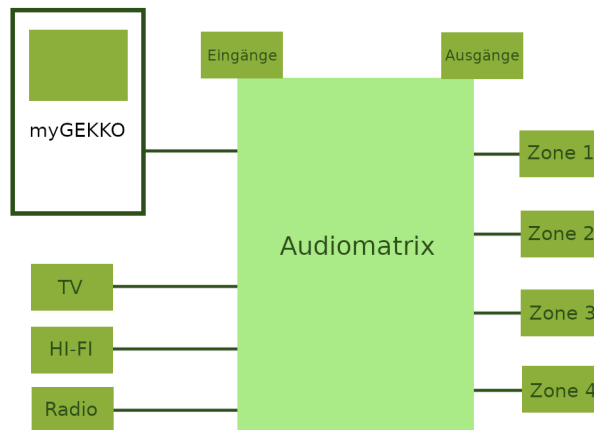 Eingänge
Ausgänge
myGEKKO
Zone 1
Audiomatrix
Zone 2
TV
Zone 3
HI-FI
Zone 4
Radio